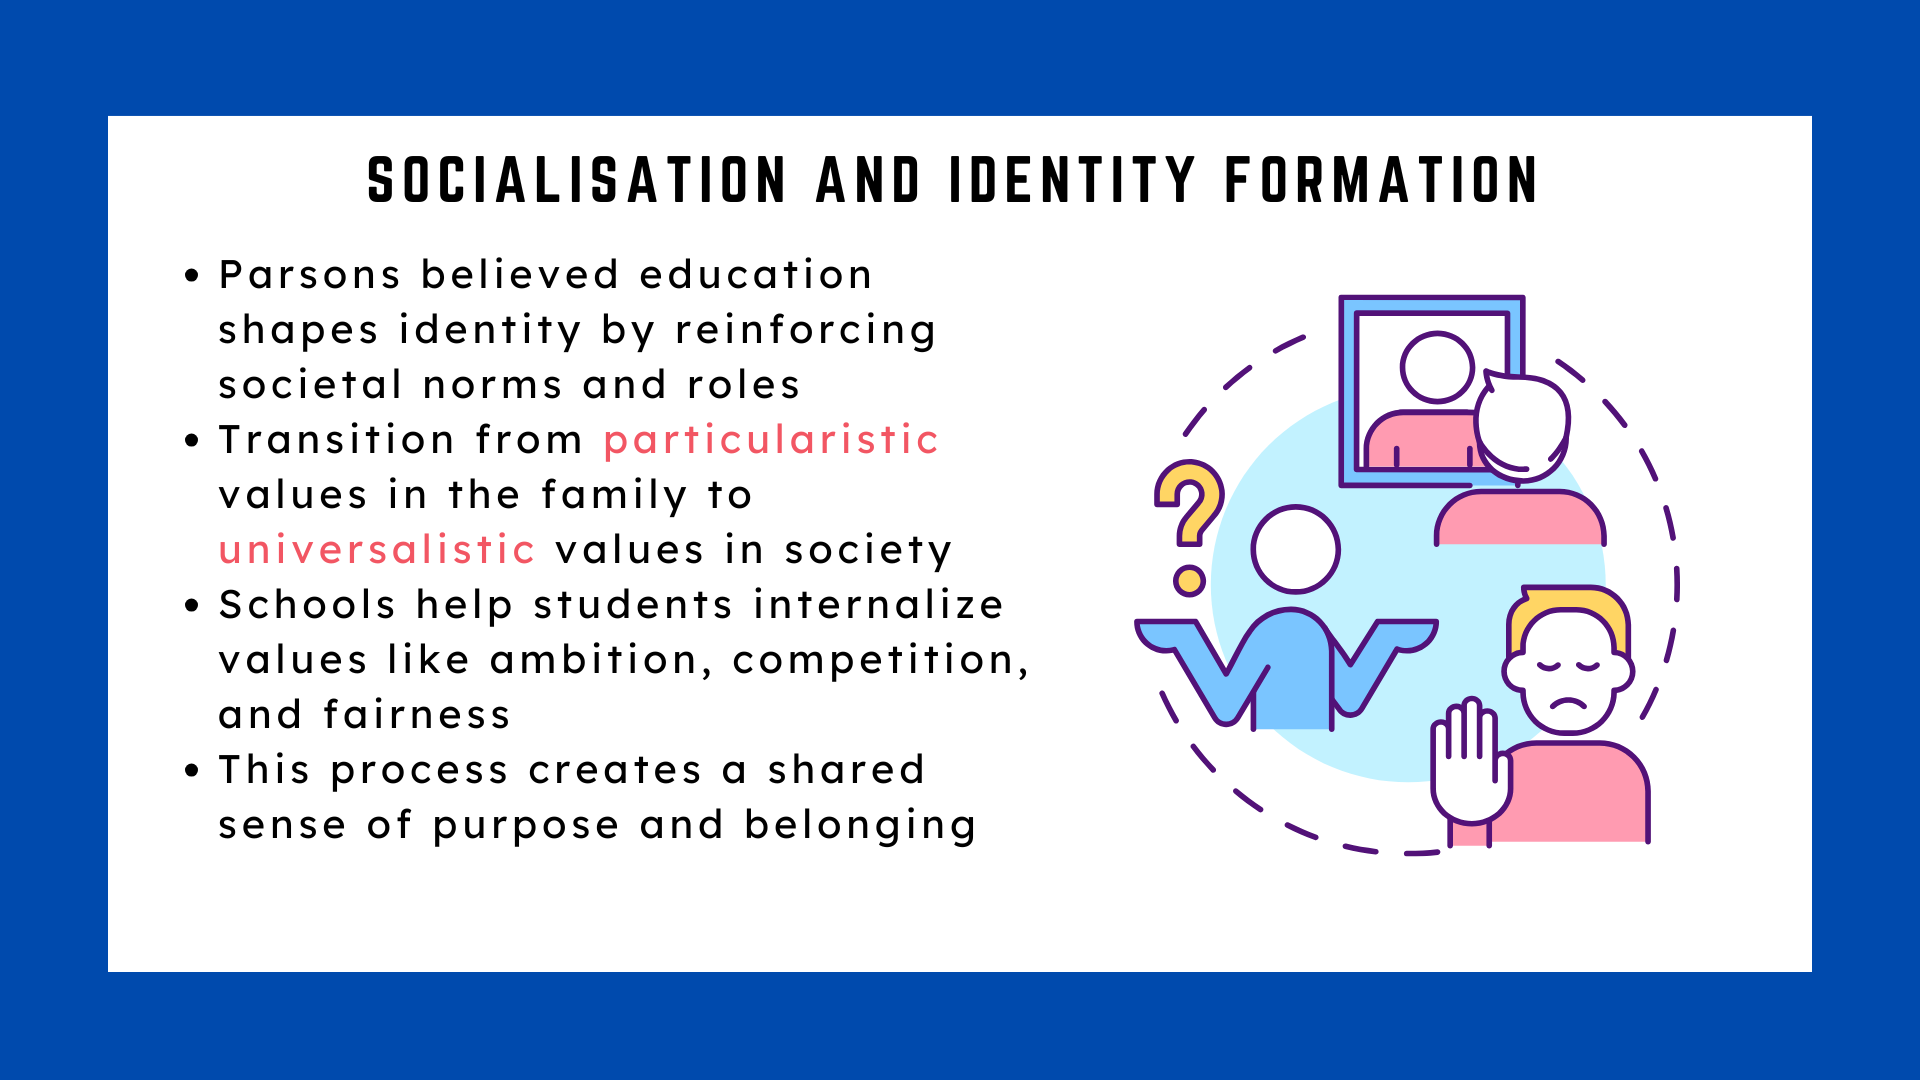 SOCIALISATION AND IDENTITY FORMATION
• Parsons believed education
shapes identity by reinforcing
societal norms and roles
• Transition from particularistic
values in the family to
universalistic values in society
• Schools help students internalize
values like ambition, competition,
and fairness
• This process creates a shared
sense of purpose and belonging
?